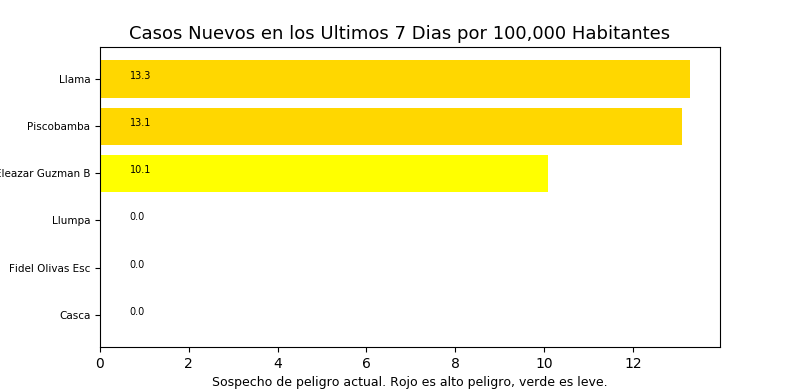 Casos Nuevos en los Ultimos 7 Dias por 100,000 Habitantes
Llama 13.3
Piscobamba 13.1
Guzman B 10.1
Llumpa 0.0
Fidel Olivas Esc 0.0
Casca 0.0
0 2 4 6 8 10 12
Sospecho de peligro actual. Rojo es alto peligro, verde es leve.